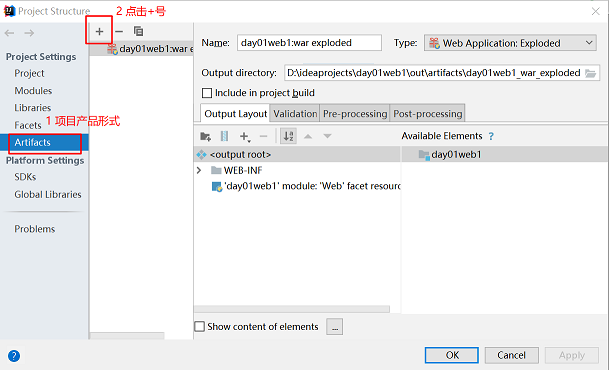 Project Structure
2 点击+号
Project Settings
Project
Modules
Libraries
Facets
1 项目产品形式
Artifacts
Platform Settings
SDKs
Global Libraries
Problems
day01web1:war e
Name: day01web1:war exploded Type: Web Application: Exploded
Output directory: D:\ideaprojects\day01web1\out\artifacts\day01web1_war_exploded
Include in project build
Output Layout Validation Pre-processing Post-processing
Available Elements ?
<output root>
WEB-INF
'day01web1' module: 'Web' facet resourc
day01web1
Show content of elements ...
? OK Cancel Apply